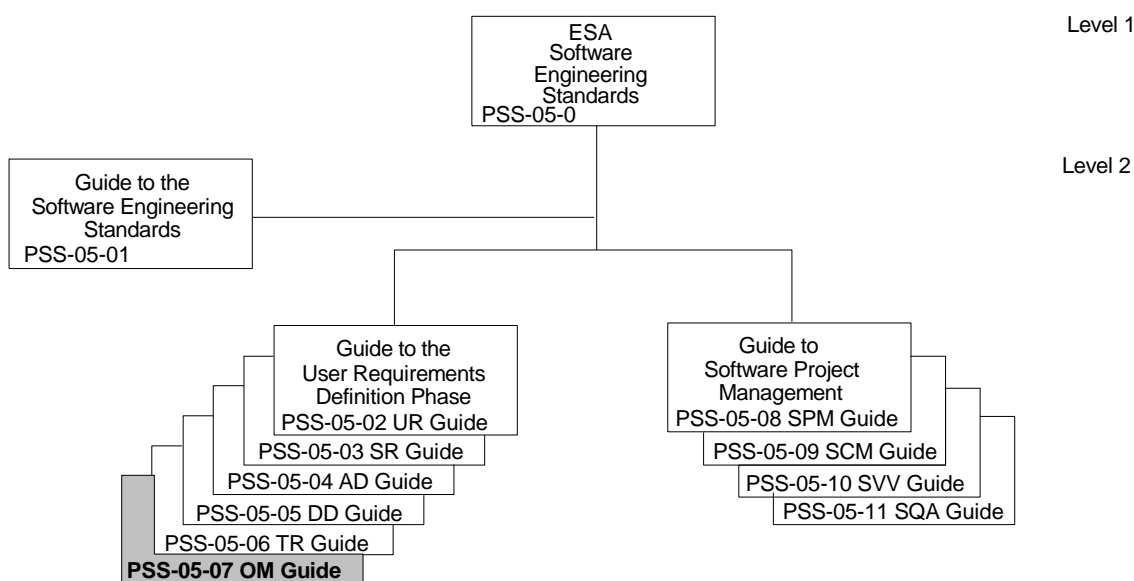 ESA
Software
Engineering
Standards
PSS-05-0
Level 1
Level 2
Guide to the
Software Engineering
Standards
PSS-05-01
Guide to the
User Requirements
Definition Phase
PSS-05-02 UR Guide
PSS-05-03 SR Guide
PSS-05-04 AD Guide
PSS-05-05 DD Guide
PSS-05-06 TR Guide
PSS-05-07 OM Guide
Guide to
Software Project
Management
PSS-05-08 SPM Guide
PSS-05-09 SCM Guide
PSS-05-10 SVV Guide
PSS-05-11 SQA Guide